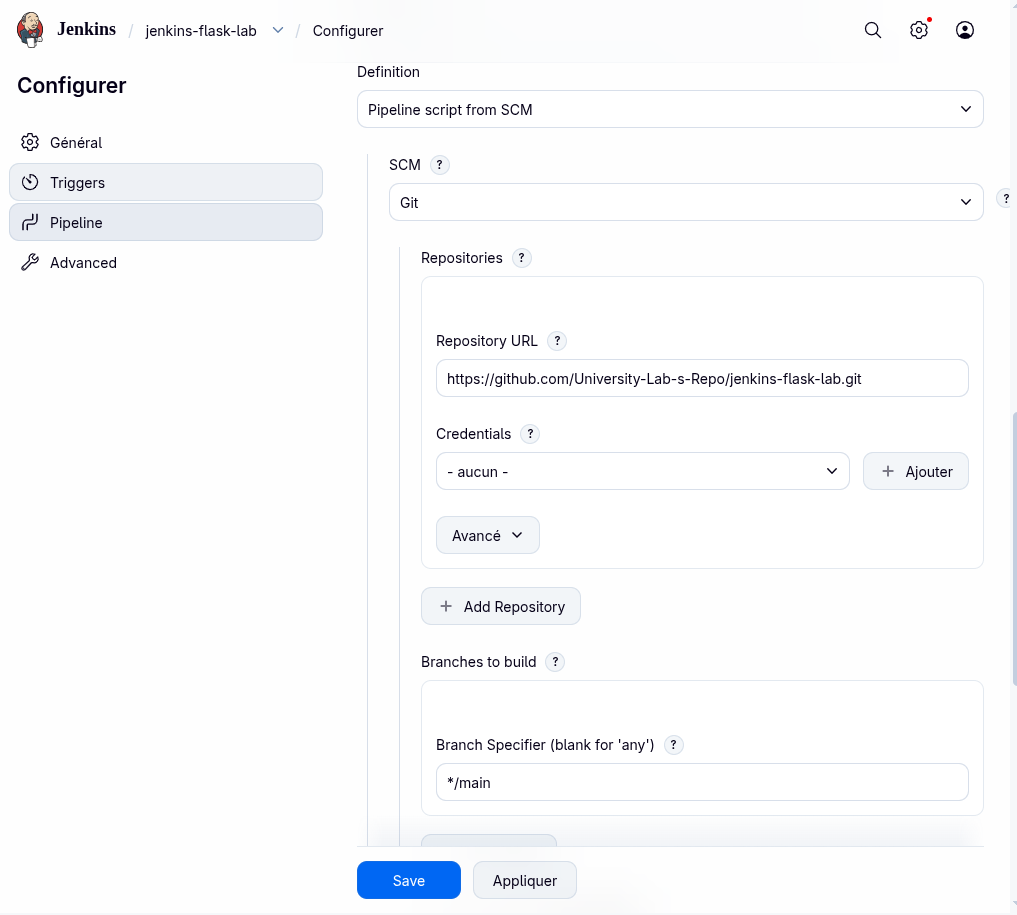 Jenkins / jenkins-flask-lab / Configurer
Configurer
Général
Triggers
Pipeline
Advanced
Definition
Pipeline script from SCM
SCM ?
Git
?
Repositories ?
Repository URL ?
https://github.com/University-Lab-s-Repo/jenkins-flask-lab.git
Credentials ?
- aucun -
+ Ajouter
Avancé
+ Add Repository
Branches to build ?
Branch Specifier (blank for 'any') ?
*/main
Save
Appliquer